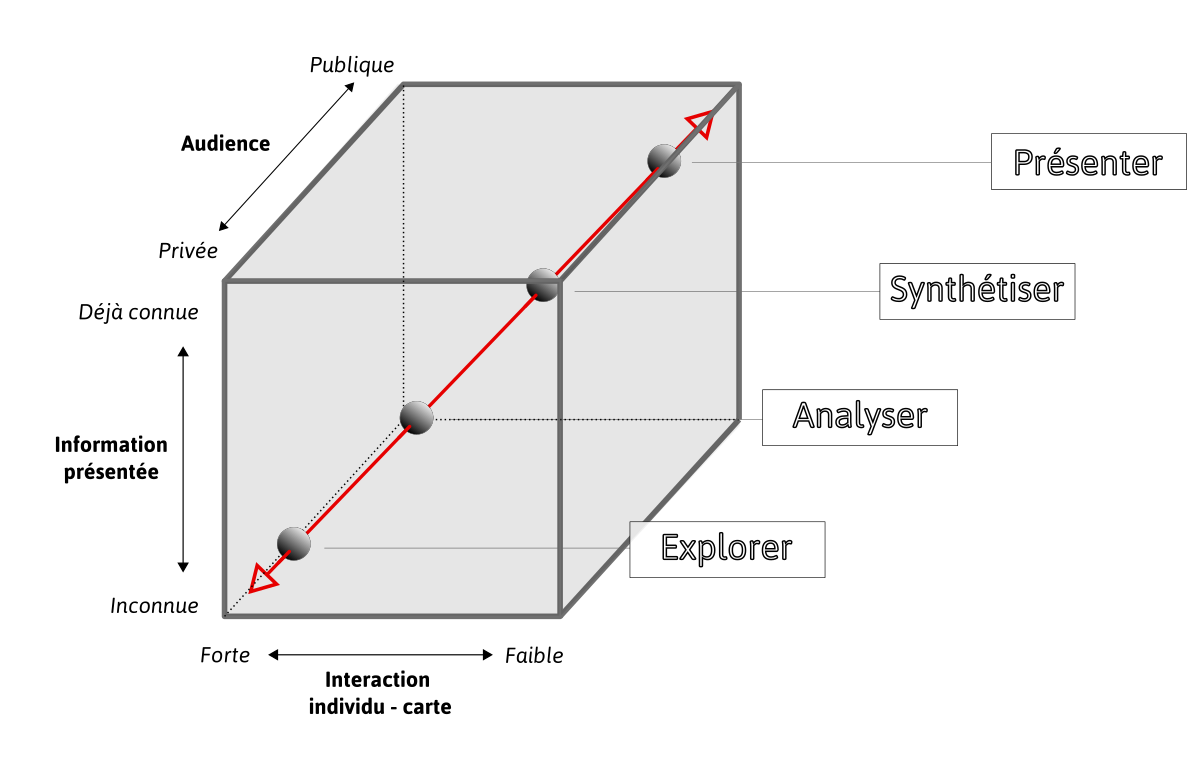 Publique
Audience
Présenter
Privée
Synthétiser
Déjà connue
Analyser
Information
présentée
Explorer
Inconnue
Forte
Faible
Interaction
individu - carte